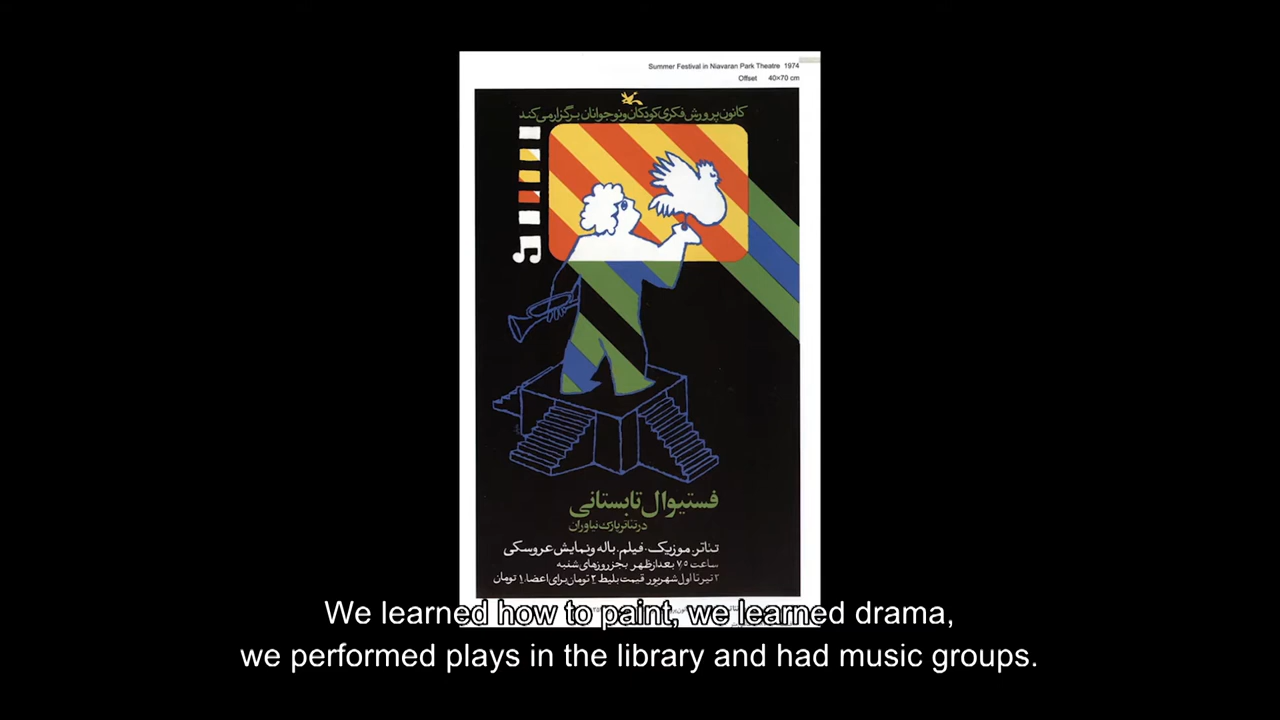 Summer Festival in Niavaran Park Theatre 1974
Offset 40×70 cm
کانون پرورش فکری کودکان و نوجوانان برگزار می‌کند
فستیوال تابستانی
در تئاتر پارک نیاوران
تئاتر. موزیک. فیلم. باله و نمایش عروسکی
بعدازظهر بجز روزهای شنبه
۲ تیر تا اول شهریور قیمت بلیط ۲ تومان برای اعضا. ۱ تومان
We learned how to paint, we learned drama,
we performed plays in the library and had music groups.